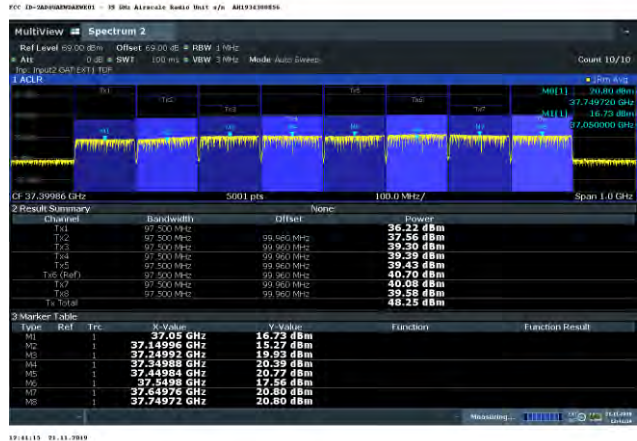 FCC ID-2AD8UAEWDAEWE01 - 39 GHz Airscale Radio Unit s/n AH1934300856
MultiView Spectrum 2
Ref Level 69.00 dBm Offset 69.00 dB RBW 1 MHz
Att 0 dB SWT 100 ms VBW 3 MHz Mode Auto Sweep Count 10/10
Inp: Input2 GAT:EXT1 TDF
1 ACLR 1Rm Avg
Tx1 Tx5 M8[1] 20.80 dBm
Tx2 Tx6 37.749720 GHz
Tx3 Tx7 M1[1] 16.73 dBm
37.050000 GHz
CF 37.39986 GHz 5001 pts 100.0 MHz/ Span 1.0 GHz
2 Result Summary None
Channel Bandwidth Offset Power
Tx1 97.500 MHz 36.22 dBm
Tx2 97.500 MHz 99.960 MHz 37.56 dBm
Tx3 97.500 MHz 99.960 MHz 39.30 dBm
Tx4 97.500 MHz 99.960 MHz 39.39 dBm
Tx5 97.500 MHz 99.960 MHz 39.43 dBm
Tx6 (Ref) 97.500 MHz 99.960 MHz 40.70 dBm
Tx7 97.500 MHz 99.960 MHz 40.08 dBm
Tx8 97.500 MHz 99.960 MHz 39.58 dBm
Tx Total 48.25 dBm
3 Marker Table
Type Ref Trc X-Value Y-Value Function Function Result
M1 1 37.05 GHz 16.73 dBm
M2 1 37.14996 GHz 15.27 dBm
M3 1 37.24992 GHz 19.93 dBm
M4 1 37.34988 GHz 20.39 dBm
M5 1 37.44984 GHz 20.77 dBm
M6 1 37.5498 GHz 17.56 dBm
M7 1 37.64976 GHz 20.80 dBm
M8 1 37.74972 GHz 20.80 dBm
Measuring...
12:41:15 21.11.2019